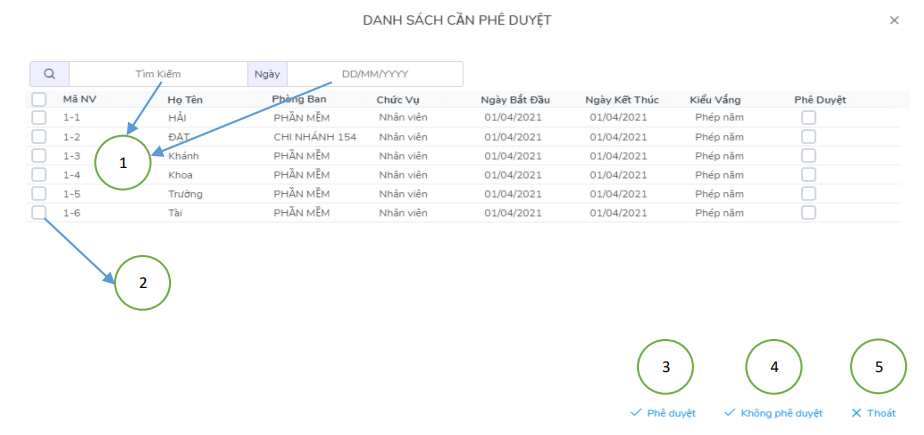 DANH SÁCH CẦN PHÊ DUYỆT
Tìm Kiếm Ngày DD/MM/YYYY
Mã NV Họ Tên Phòng Ban Chức Vụ Ngày Bắt Đầu Ngày Kết Thúc Kiểu Vắng Phê Duyệt
1-1 HẢI PHẦN MỀM Nhân viên 01/04/2021 01/04/2021 Phép năm
1-2 ĐẠT CHI NHÁNH 154 Nhân viên 01/04/2021 01/04/2021 Phép năm
1-3 Khánh PHẦN MỀM Nhân viên 01/04/2021 01/04/2021 Phép năm
1-4 Khoa PHẦN MỀM Nhân viên 01/04/2021 01/04/2021 Phép năm
1-5 Trường PHẦN MỀM Nhân viên 01/04/2021 01/04/2021 Phép năm
1-6 Tài PHẦN MỀM Nhân viên 01/04/2021 01/04/2021 Phép năm
1
2
3 4 5
Phê duyệt Không phê duyệt Thoát